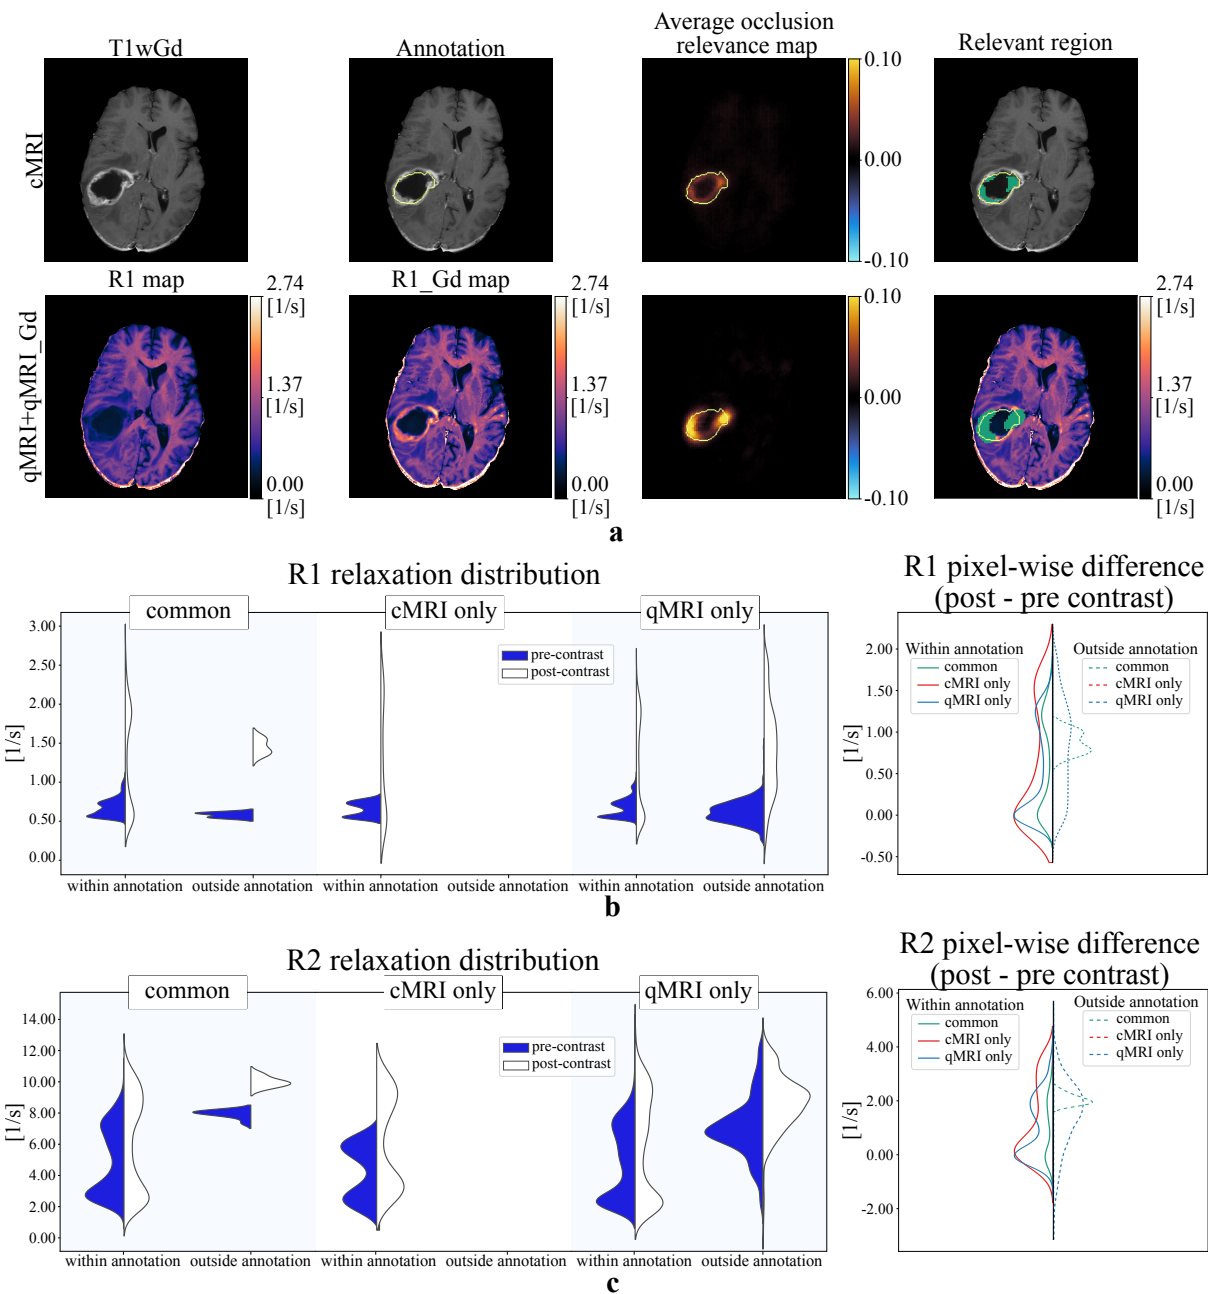 T1wGd
Annotation
Average occlusion
relevance map
Relevant region
cMRI
0.10
0.00
-0.10
R1 map
R1_Gd map
qMRI+qMRI_Gd
2.74
[1/s]
1.37
[1/s]
0.00
[1/s]
2.74
[1/s]
1.37
[1/s]
0.00
[1/s]
0.10
0.00
-0.10
2.74
[1/s]
1.37
[1/s]
0.00
[1/s]
a
R1 relaxation distribution
common
cMRI only
qMRI only
pre-contrast
post-contrast
[1/s]
3.00
2.50
2.00
1.50
1.00
0.50
0.00
within annotation
outside annotation
within annotation
outside annotation
within annotation
outside annotation
R1 pixel-wise difference
(post - pre contrast)
Within annotation
common
cMRI only
qMRI only
Outside annotation
common
cMRI only
qMRI only
[1/s]
2.00
1.50
1.00
0.50
0.00
-0.50
b
R2 relaxation distribution
common
cMRI only
qMRI only
pre-contrast
post-contrast
[1/s]
14.00
12.00
10.00
8.00
6.00
4.00
2.00
0.00
within annotation
outside annotation
within annotation
outside annotation
within annotation
outside annotation
R2 pixel-wise difference
(post - pre contrast)
Within annotation
common
cMRI only
qMRI only
Outside annotation
common
cMRI only
qMRI only
[1/s]
6.00
4.00
2.00
0.00
-2.00
c